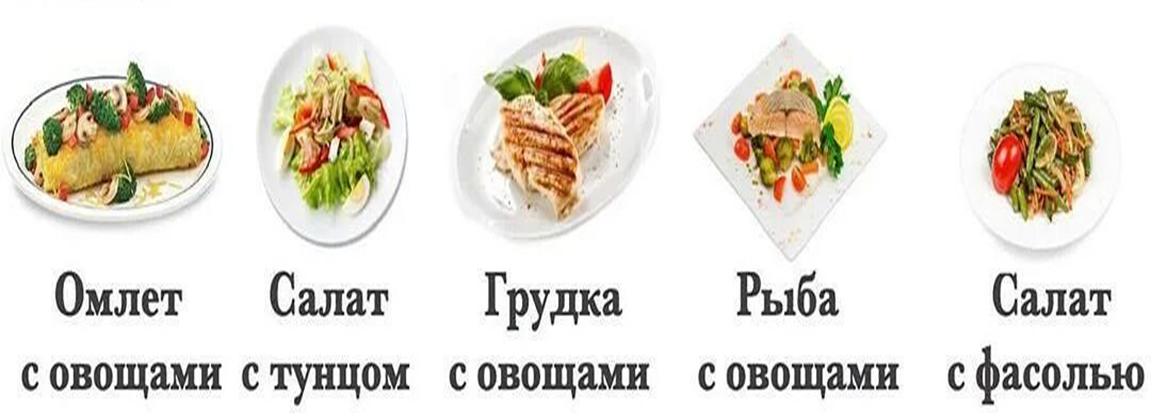 Омлет Салат Грудка Рыба Салат
с овощами с тунцом с овощами с овощами с фасолью